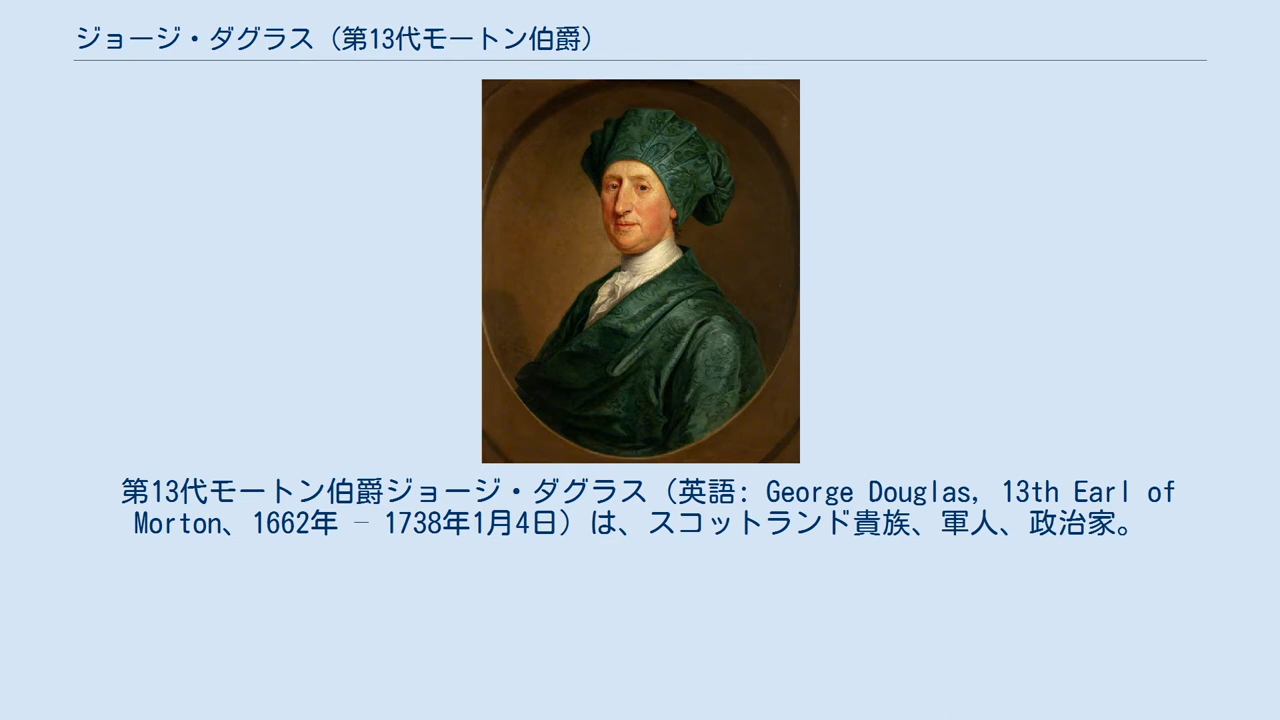 ジョージ・ダグラス（第13代モートン伯爵）
第13代モートン伯爵ジョージ・ダグラス（英語: George Douglas, 13th Earl of
Morton、1662年 – 1738年1月4日）は、スコットランド貴族、軍人、政治家。